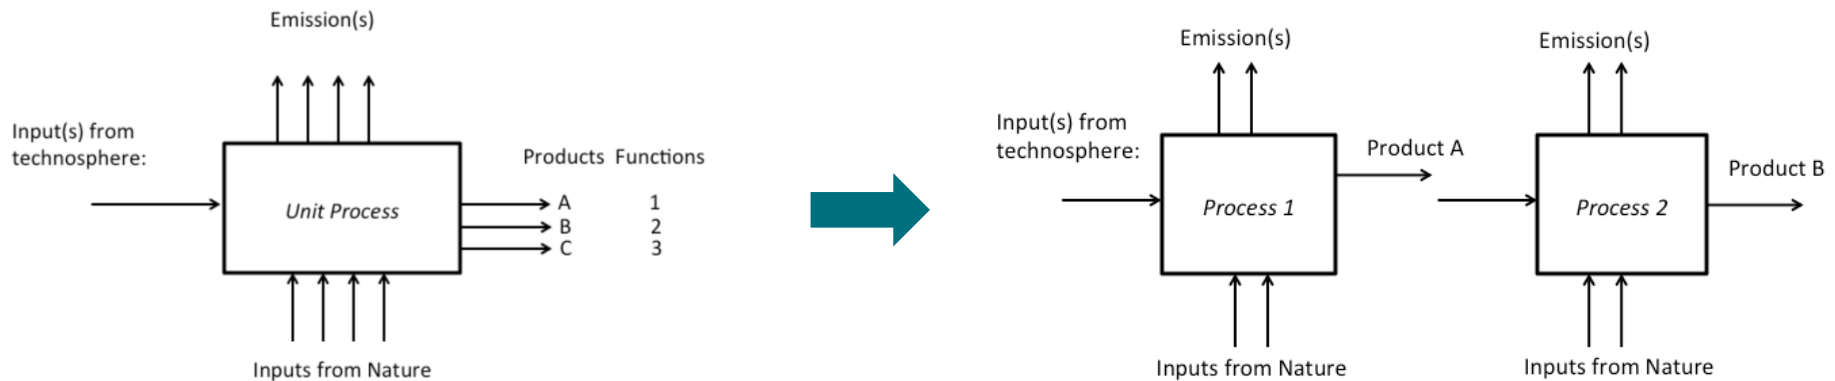 Emission(s)
Input(s) from
technosphere:
Unit Process
Products Functions
A 1
B 2
C 3
Inputs from Nature
Emission(s)
Input(s) from
technosphere:
Process 1
Product A
Inputs from Nature
Emission(s)
Process 2
Product B
Inputs from Nature